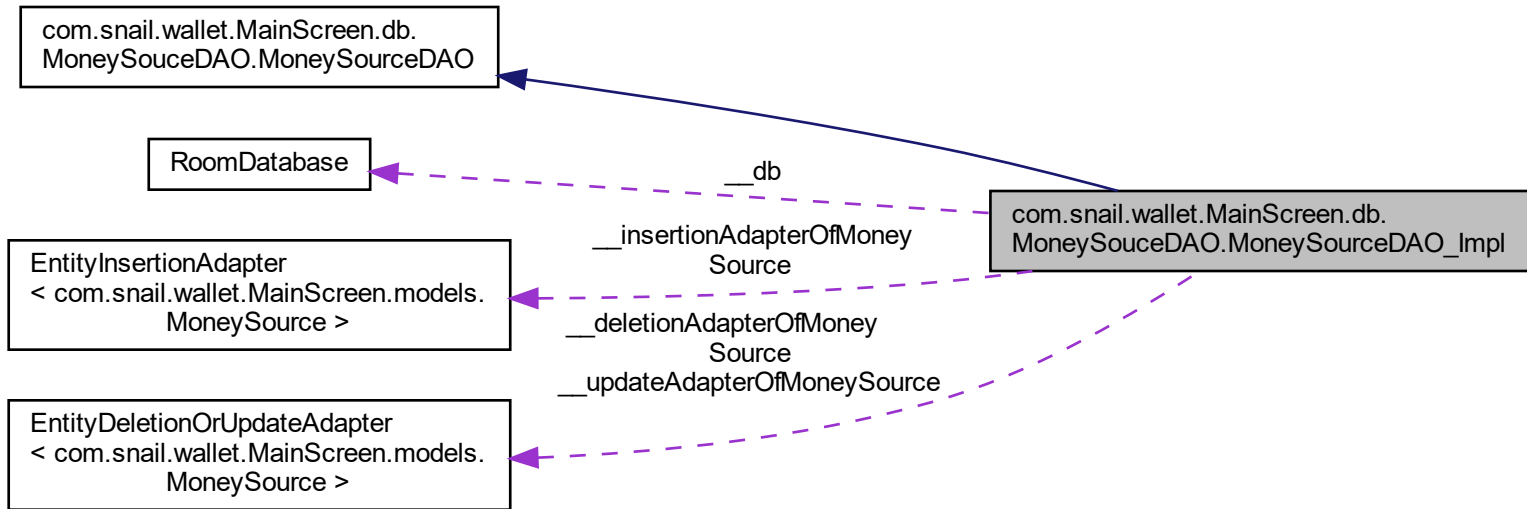 com.snail.wallet.MainScreen.db.
MoneySouceDAO.MoneySourceDAO
RoomDatabase
__db
com.snail.wallet.MainScreen.db.
MoneySouceDAO.MoneySourceDAO_Impl
__insertionAdapterOfMoney
Source
EntityInsertionAdapter
< com.snail.wallet.MainScreen.models.
MoneySource >
__deletionAdapterOfMoney
Source
__updateAdapterOfMoneySource
EntityDeletionOrUpdateAdapter
< com.snail.wallet.MainScreen.models.
MoneySource >